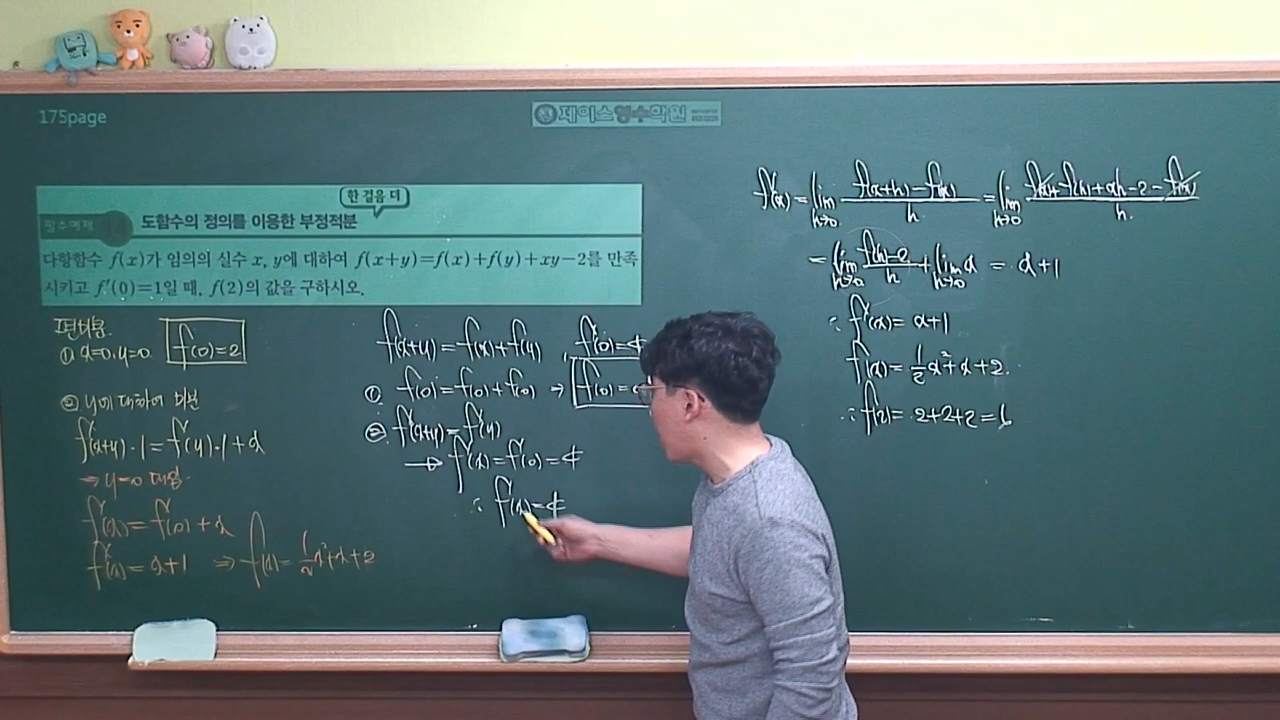 175page
제이스영수학원
한 걸음 더
필수예제
도함수의 정의를 이용한 부정적분
다항함수 f(x)가 임의의 실수 x, y에 대하여 f(x+y)=f(x)+f(y)+xy-2를 만족
시키고 f'(0)=1일 때, f(2)의 값을 구하시오.
① x=0, y=0 f(0)=2
② y에 대하여 미분
f'(x+y)·1=f'(y)·1+x
⇒ y=0 대입
f'(x)=f'(0)+x
f'(x)=x+1 ⇒ f(x)=1/2x²+x+2
f(x+y)=f(x)+f(y), f'(0)=4
① f(0)=f(0)+f(0) ⇒ f(0)=
② f'(x+y)=f'(y)
→ f'(x)=f'(0)=4
∴ f'(x)=4
f'(x)=lim h→0 f(x+h)-f(x)/h=lim h→0 f(x)+f(h)+xh-2-f(x)/h
=lim h→0 f(h)-2/h+lim h→0 x=x+1
∴ f'(x)=x+1
f(x)=1/2x²+x+2.
∴ f(2)=2+2+2=6